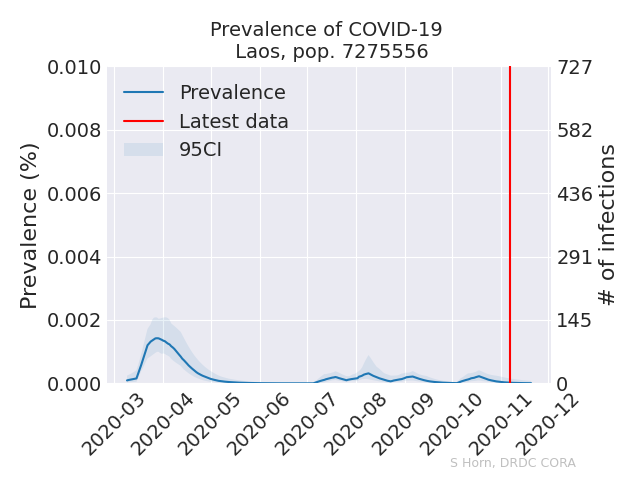 Prevalence of COVID-19
Laos, pop. 7275556
Prevalence
Latest data
95CI
Prevalence (%)
0.010
0.008
0.006
0.004
0.002
0.000
727
582
436
291
145
0
# of infections
2020-03
2020-04
2020-05
2020-06
2020-07
2020-08
2020-09
2020-10
2020-11
2020-12
S Horn, DRDC CORA